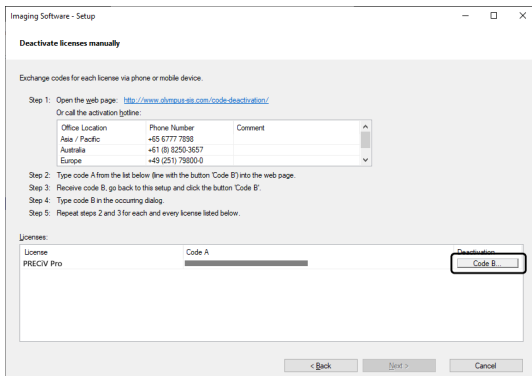 Imaging Software - Setup
Deactivate licenses manually
Exchange codes for each license via phone or mobile device.
Step 1: Open the web page: http://www.olympus-sis.com/code-deactivation/
Or call the activation hotline:
Office Location Phone Number Comment
Asia / Pacific +65 6777 7898
Australia +61 (8) 8250-3657
Europe +49 (251) 79800-0
Step 2: Type code A from the list below (line with the button 'Code B') into the web page.
Step 3: Receive code B, go back to this setup and click the button 'Code B'.
Step 4: Type code B in the occurring dialog.
Step 5: Repeat steps 2 and 3 for each and every license listed below.
Licenses:
License Code A Deactivation
PRECiV Pro Code B...
< Back Next > Cancel